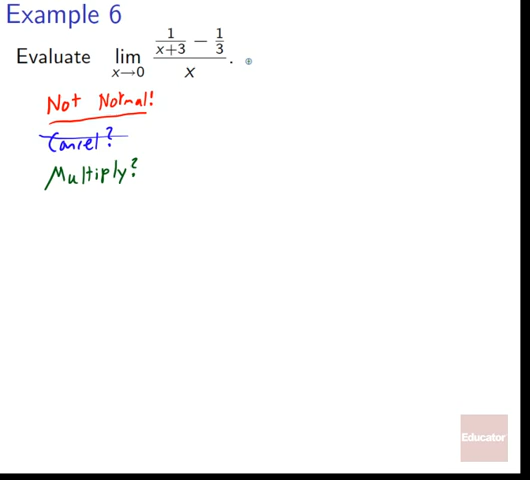 Example 6
Evaluate lim x→0 (1/(x+3) − 1/3)/x.
Not Normal!
Cancel?
Multiply?
Educator